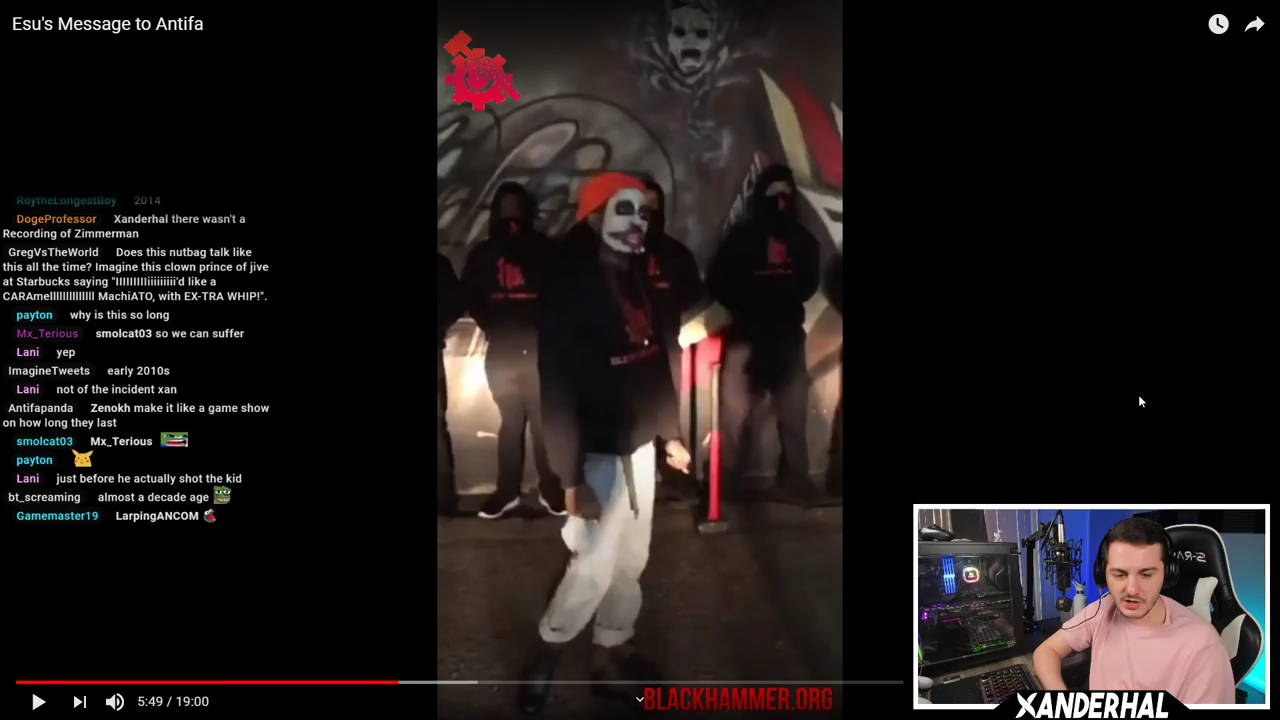 Esu's Message to Antifa
RoytheLongestBoy 2014
DogeProfessor Xanderhal there wasn't a
Recording of Zimmerman
GregVsTheWorld Does this nutbag talk like
this all the time? Imagine this clown prince of jive
at Starbucks saying "IIIIIIIIiiiiiiiiii'd like a
CARAmelllllllllllll MachiATO, with EX-TRA WHIP!".
payton why is this so long
Mx_Terious smolcat03 so we can suffer
Lani yep
ImagineTweets early 2010s
Lani not of the incident xan
Antifapanda Zenokh make it like a game show
on how long they last
smolcat03 Mx_Terious
payton
Lani just before he actually shot the kid
bt_screaming almost a decade age
Gamemaster19 LarpingANCOM
5:49 / 19:00
BLACKHAMMER.ORG
XANDERHAL